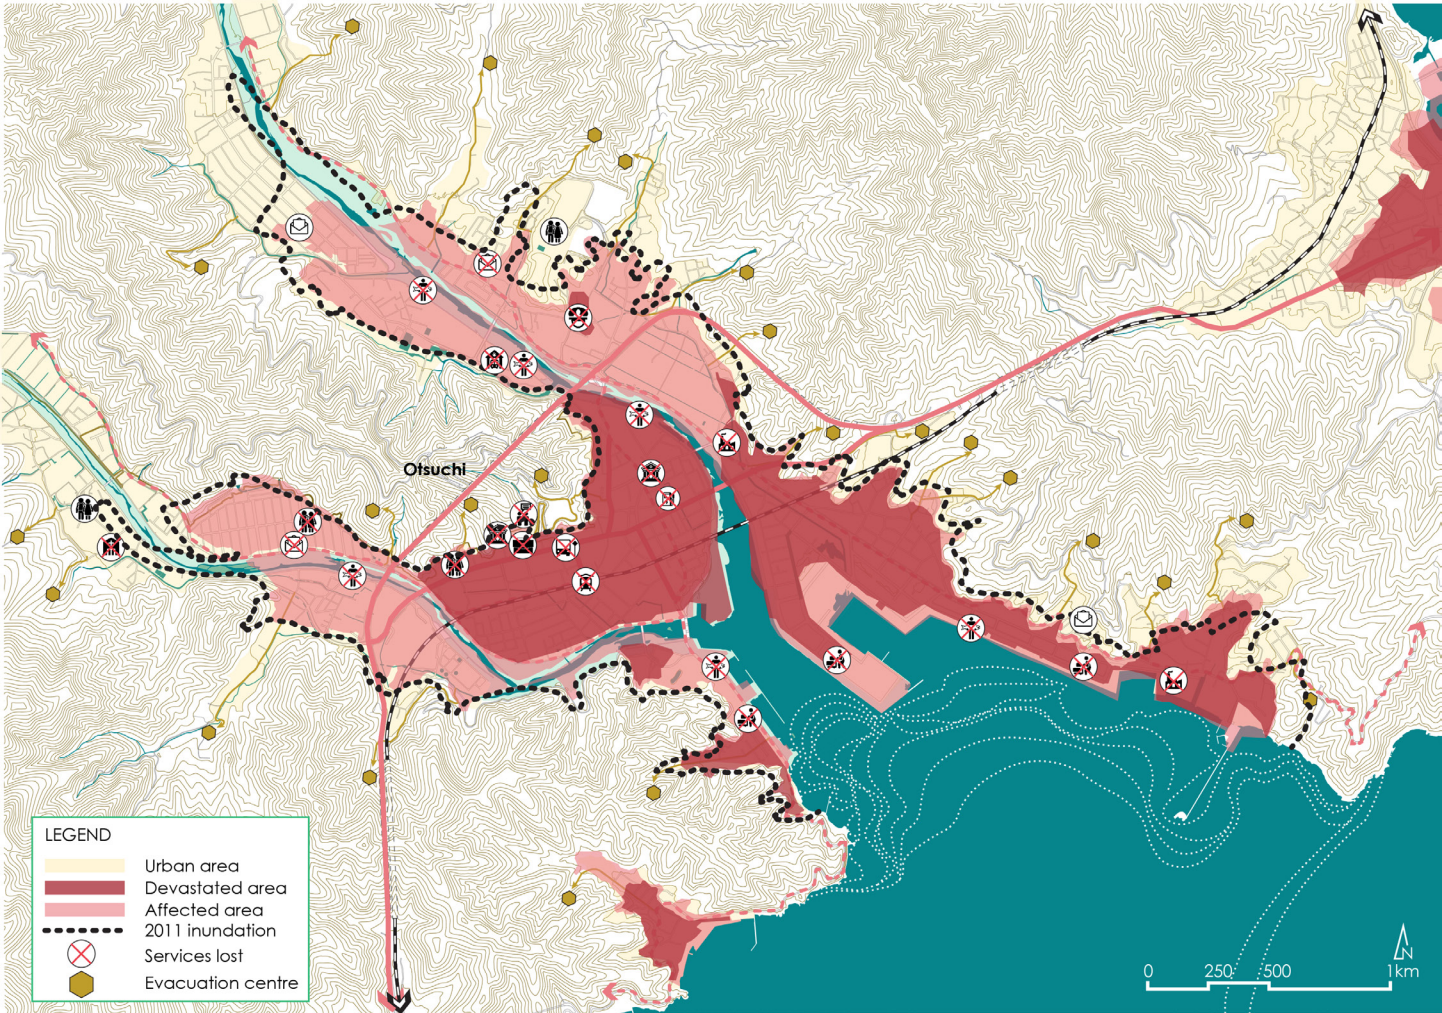 Otsuchi
LEGEND
Urban area
Devastated area
Affected area
2011 inundation
Services lost
Evacuation centre
N
0 250 500 1km